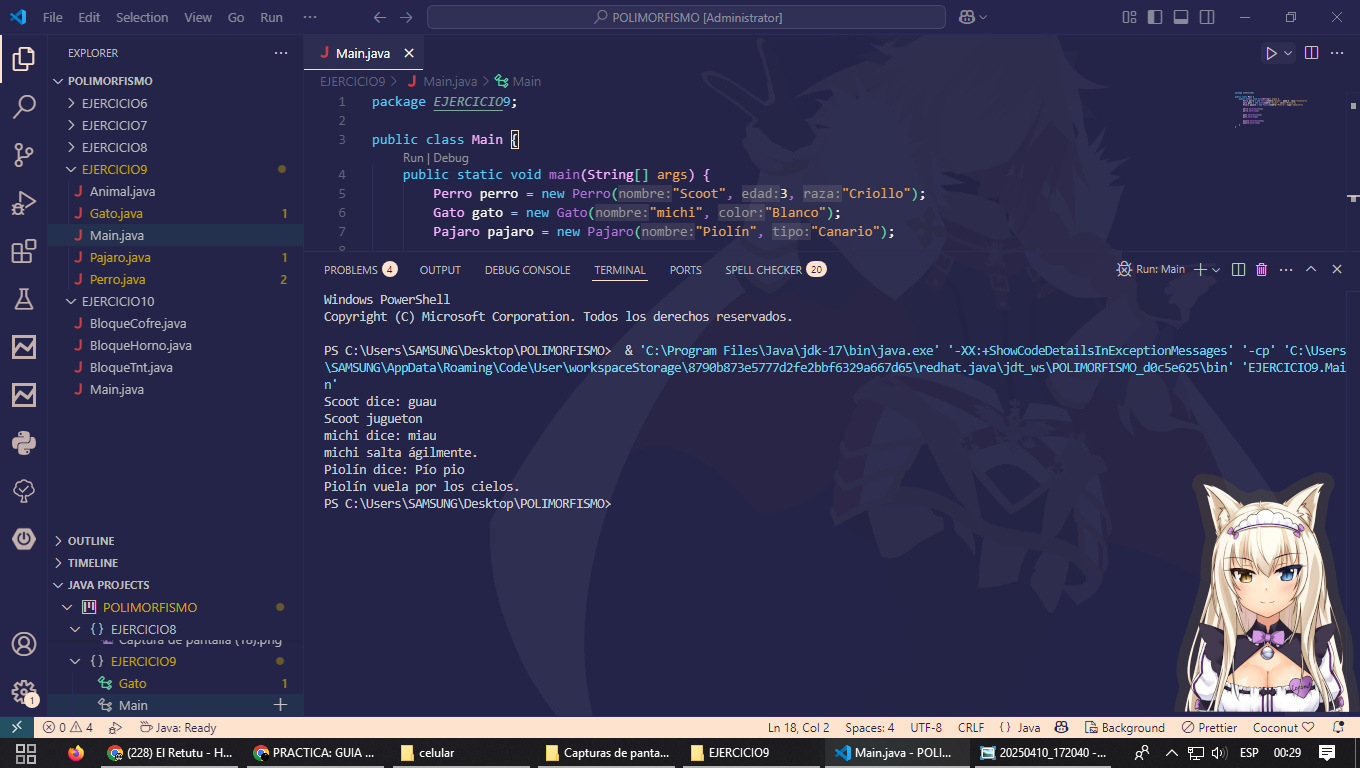 File Edit Selection View Go Run ··· POLIMORFISMO [Administrator]
EXPLORER ···
POLIMORFISMO
EJERCICIO6
EJERCICIO7
EJERCICIO8
EJERCICIO9
Animal.java
Gato.java 1
Main.java
Pajaro.java 1
Perro.java 2
EJERCICIO10
BloqueCofre.java
BloqueHorno.java
BloqueTnt.java
Main.java
OUTLINE
TIMELINE
JAVA PROJECTS
POLIMORFISMO
{} EJERCICIO8
Captura de pantalla (18).png
{} EJERCICIO9
Gato 1
Main
1
Main.java
EJERCICIO9 > Main.java > Main
1 package EJERCICIO9;
2
3 public class Main {
Run | Debug
4 public static void main(String[] args) {
5 Perro perro = new Perro(nombre:"Scoot", edad:3, raza:"Criollo");
6 Gato gato = new Gato(nombre:"michi", color:"Blanco");
7 Pajaro pajaro = new Pajaro(nombre:"Piolín", tipo:"Canario");
8
PROBLEMS 4 OUTPUT DEBUG CONSOLE TERMINAL PORTS SPELL CHECKER 20 Run: Main
Windows PowerShell
Copyright (C) Microsoft Corporation. Todos los derechos reservados.
PS C:\Users\SAMSUNG\Desktop\POLIMORFISMO> & 'C:\Program Files\Java\jdk-17\bin\java.exe' '-XX:+ShowCodeDetailsInExceptionMessages' '-cp' 'C:\Users
\SAMSUNG\AppData\Roaming\Code\User\workspaceStorage\8790b873e5777d2fe2bbf6329a667d65\redhat.java\jdt_ws\POLIMORFISMO_d0c5e625\bin' 'EJERCICIO9.Mai
n'
Scoot dice: guau
Scoot jugueton
michi dice: miau
michi salta ágilmente.
Piolín dice: Pío pio
Piolín vuela por los cielos.
PS C:\Users\SAMSUNG\Desktop\POLIMORFISMO>
0 4 Java: Ready Ln 18, Col 2 Spaces: 4 UTF-8 CRLF {} Java Background Prettier Coconut
(228) El Retutu - H... PRACTICA: GUIA ... celular Capturas de panta... EJERCICIO9 Main.java - POLI... 20250410_172040 -... ESP 00:29